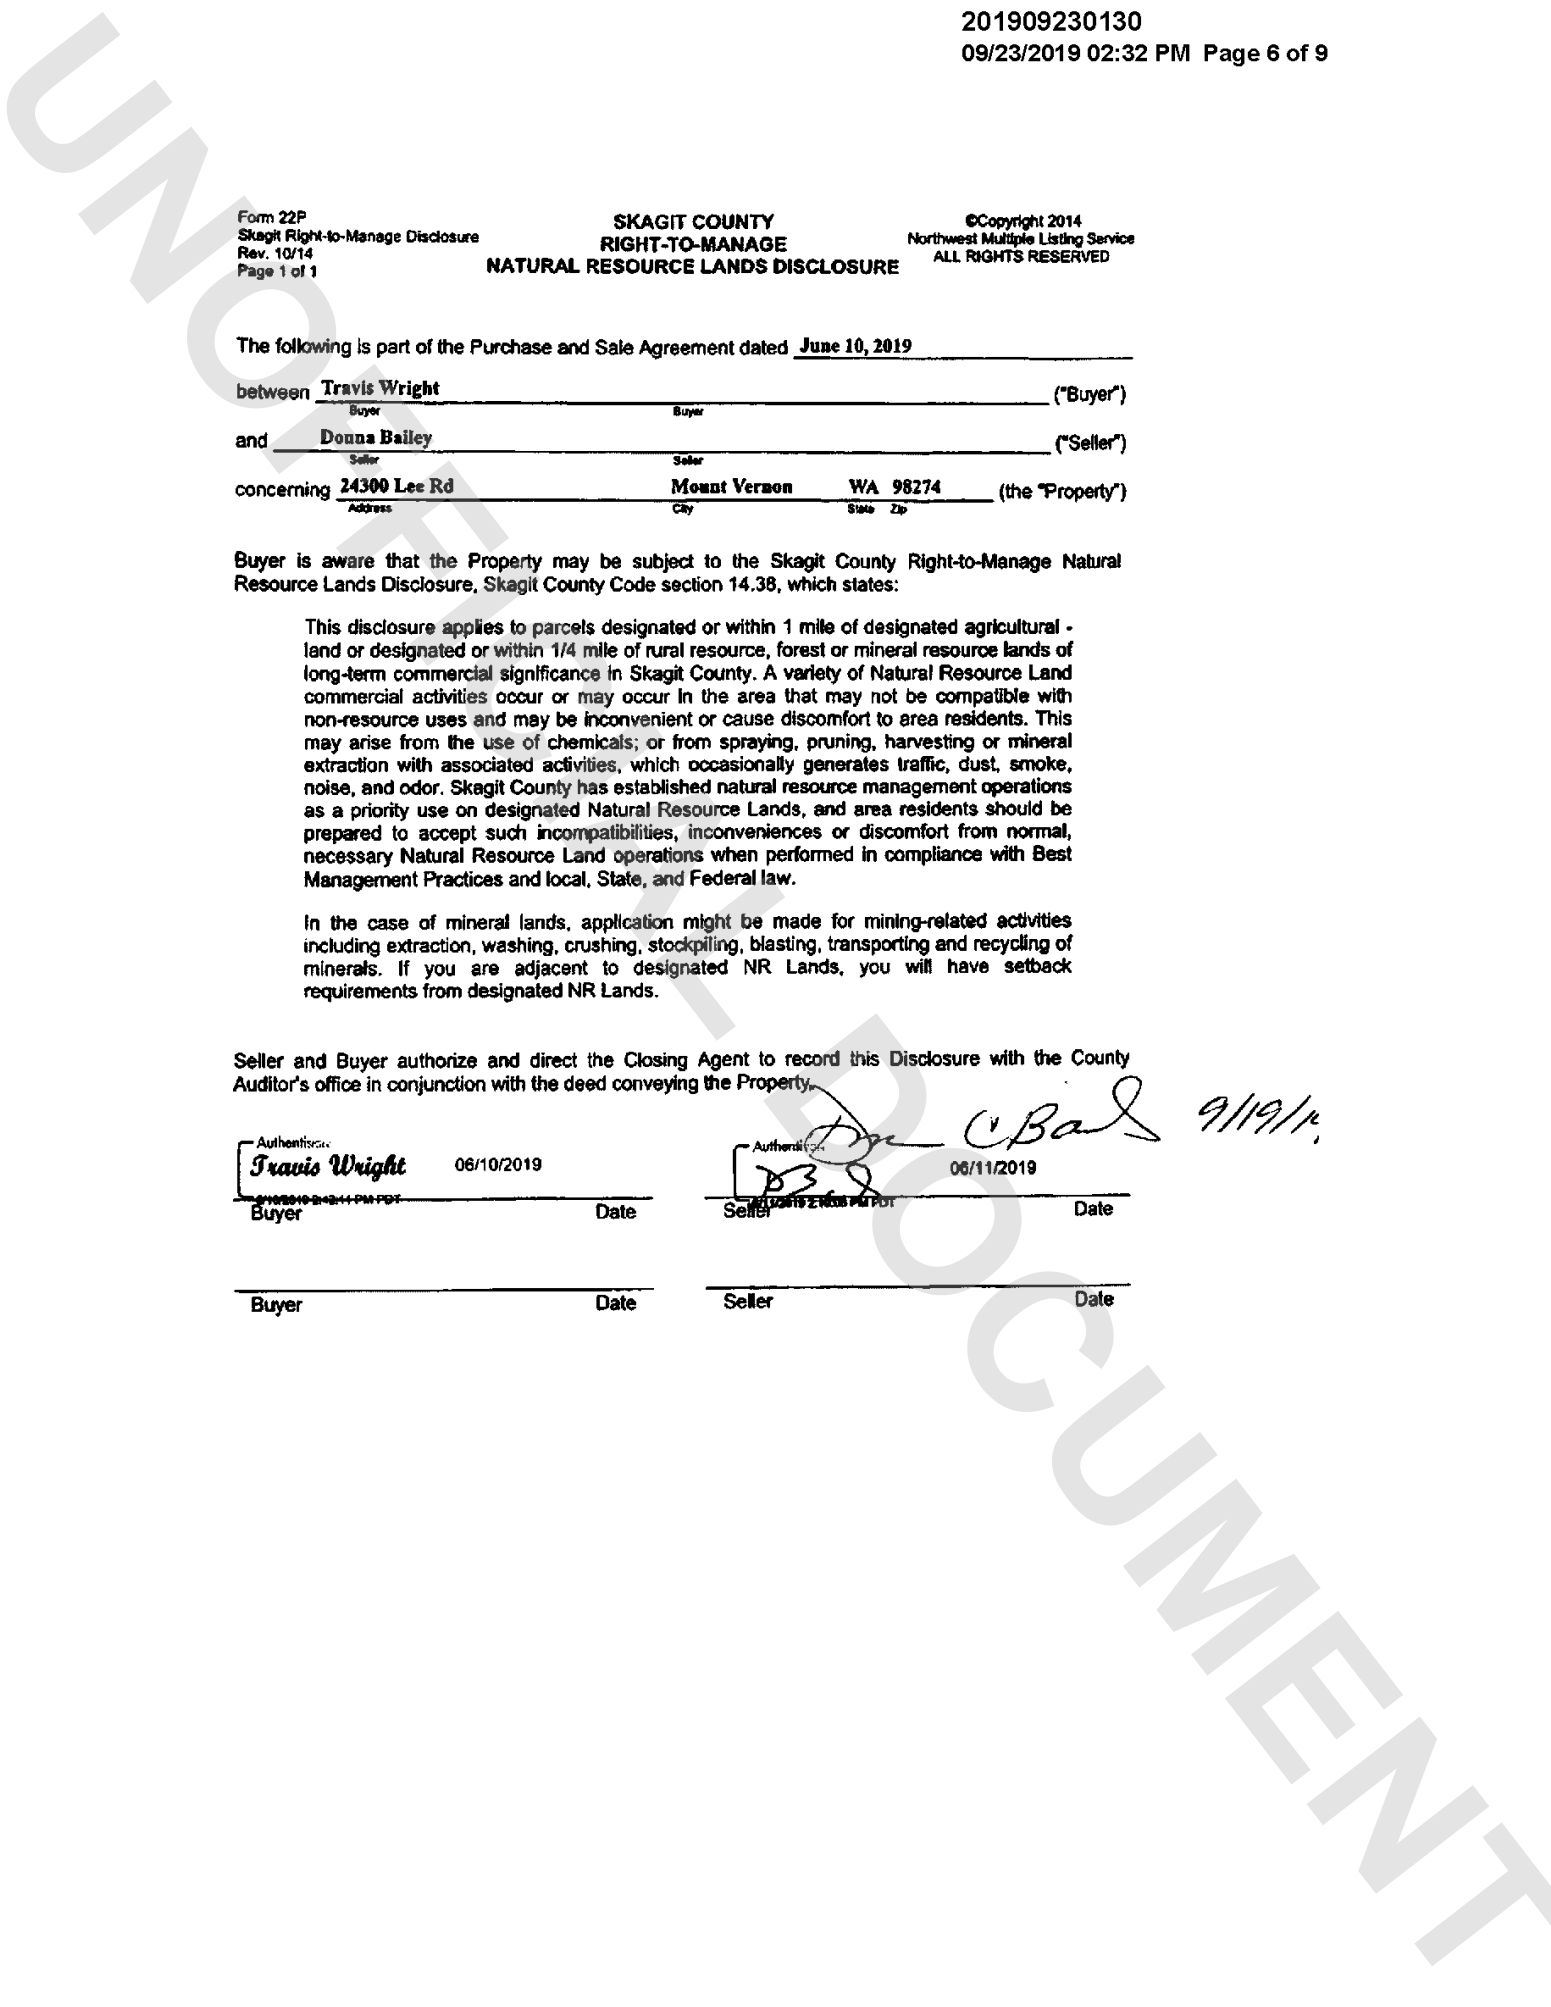 201909230130
09/23/2019 02:32 PM Page 6 of 9
Form 22P
Skagit Right-to-Manage Disclosure
Rev. 10/14
Page 1 of 1
SKAGIT COUNTY
RIGHT-TO-MANAGE
NATURAL RESOURCE LANDS DISCLOSURE
©Copyright 2014
Northwest Multiple Listing Service
ALL RIGHTS RESERVED
The following is part of the Purchase and Sale Agreement dated June 10, 2019
between Travis Wright ("Buyer")
Buyer Buyer
and Donna Bailey ("Seller")
Seller Seller
concerning 24300 Lee Rd Mount Vernon WA 98274 (the "Property")
Address City State Zip
Buyer is aware that the Property may be subject to the Skagit County Right-to-Manage Natural
Resource Lands Disclosure, Skagit County Code section 14.38, which states:
This disclosure applies to parcels designated or within 1 mile of designated agricultural -
land or designated or within 1/4 mile of rural resource, forest or mineral resource lands of
long-term commercial significance in Skagit County. A variety of Natural Resource Land
commercial activities occur or may occur in the area that may not be compatible with
non-resource uses and may be inconvenient or cause discomfort to area residents. This
may arise from the use of chemicals; or from spraying, pruning, harvesting or mineral
extraction with associated activities, which occasionally generates traffic, dust, smoke,
noise, and odor. Skagit County has established natural resource management operations
as a priority use on designated Natural Resource Lands, and area residents should be
prepared to accept such incompatibilities, inconveniences or discomfort from normal,
necessary Natural Resource Land operations when performed in compliance with Best
Management Practices and local, State, and Federal law.
In the case of mineral lands, application might be made for mining-related activities
including extraction, washing, crushing, stockpiling, blasting, transporting and recycling of
minerals. If you are adjacent to designated NR Lands, you will have setback
requirements from designated NR Lands.
Seller and Buyer authorize and direct the Closing Agent to record this Disclosure with the County
Auditor's office in conjunction with the deed conveying the Property.
Travis Wright 06/10/2019
06/11/2019
Buyer Date Seller Date
Buyer Date Seller Date
UNOFFICIAL DOCUMENT